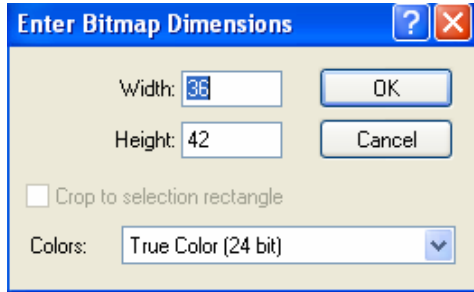 Enter Bitmap Dimensions ?
Width: 36 OK
Height: 42 Cancel
Crop to selection rectangle
Colors: True Color (24 bit)